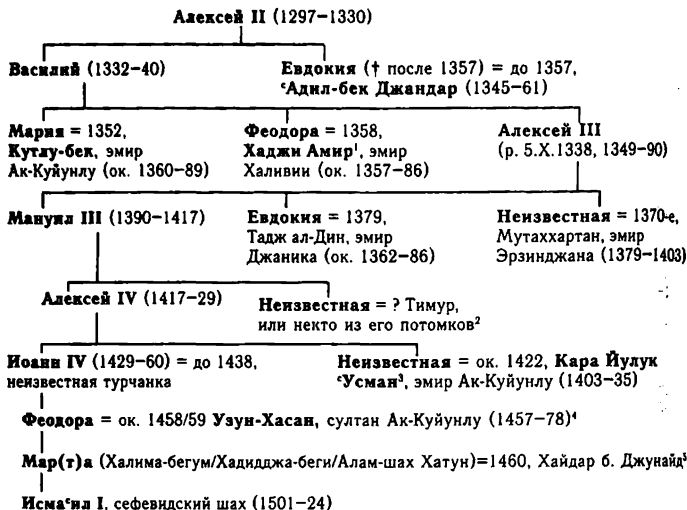 Алексей II (1297–1330)
Василий (1332–40)
Евдокия († после 1357) = до 1357,
ʿАдил-бек Джандар (1345–61)
Мария = 1352,
Кутлу-бек, эмир
Ак-Куйунлу (ок. 1360–89)
Феодора = 1358,
Хаджи Амир¹, эмир
Халивии (ок. 1357–86)
Алексей III
(р. 5.X.1338, 1349–90)
Мануил III (1390–1417)
Евдокия = 1379,
Тадж ал-Дин, эмир
Джаника (ок. 1362–86)
Неизвестная = 1370-е,
Мутаххартан, эмир
Эрзинджана (1379–1403)
Алексей IV (1417–29)
Неизвестная = ? Тимур,
или некто из его потомков²
Иоанн IV (1429–60) = до 1438,
неизвестная турчанка
Неизвестная = ок. 1422, Кара Йулук
ʿУсман³, эмир Ак-Куйунлу (1403–35)
Феодора = ок. 1458/59 Узун-Хасан, султан Ак-Куйунлу (1457–78)⁴
Мар(т)а (Халима-бегум/Хадиджа-беги/Алам-шах Хатун)=1460, Хайдар б. Джунайд⁵
Исмаʿил I, сефевидский шах (1501–24)